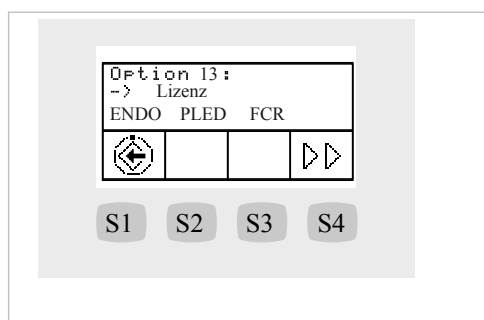 Option 13:
-> Lizenz
ENDO PLED FCR
S1 S2 S3 S4